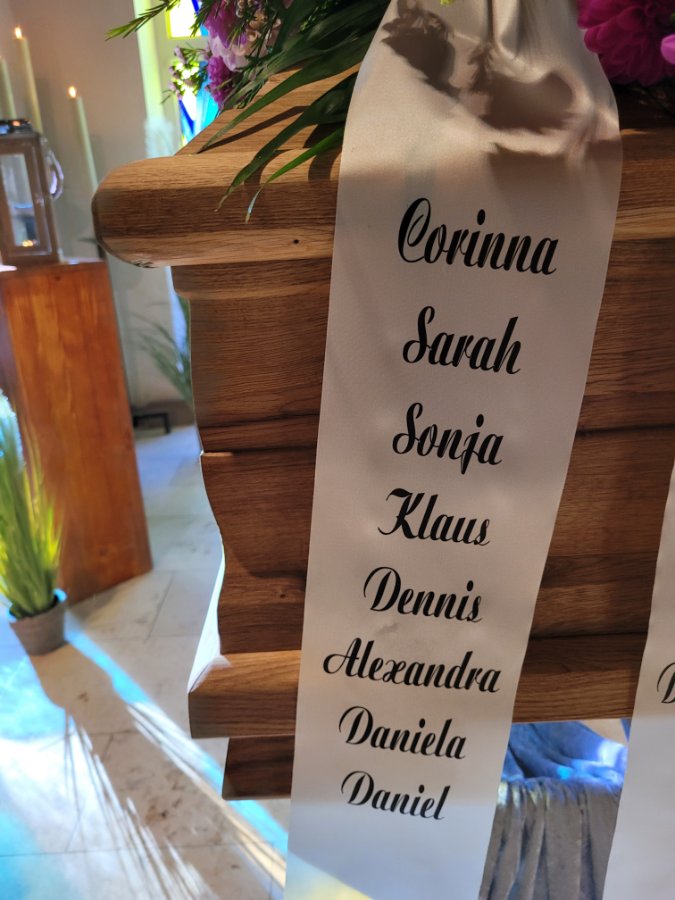 Corinna
Sarah
Sonja
Klaus
Dennis
Alexandra
Daniela
Daniel